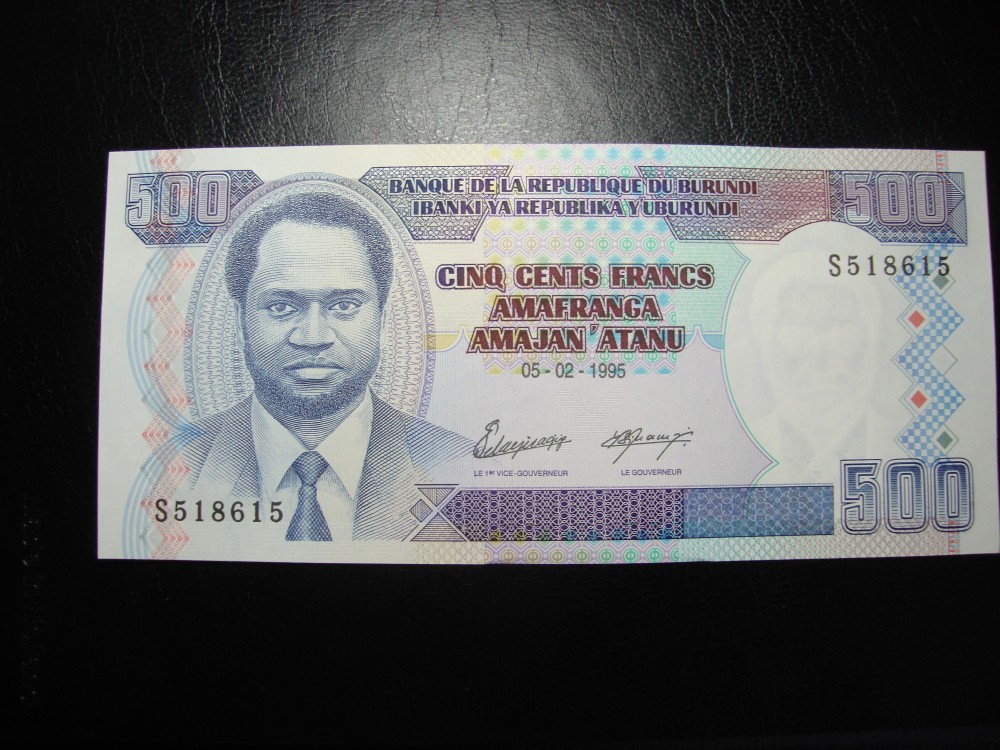 500
BANQUE DE LA REPUBLIQUE DU BURUNDI
IBANKI YA REPUBLIKA Y'UBURUNDI
500
S518615
CINQ CENTS FRANCS
AMAFRANGA
AMAJAN'ATANU
05-02-1995
LE 1ER VICE-GOUVERNEUR
LE GOUVERNEUR
S518615
500